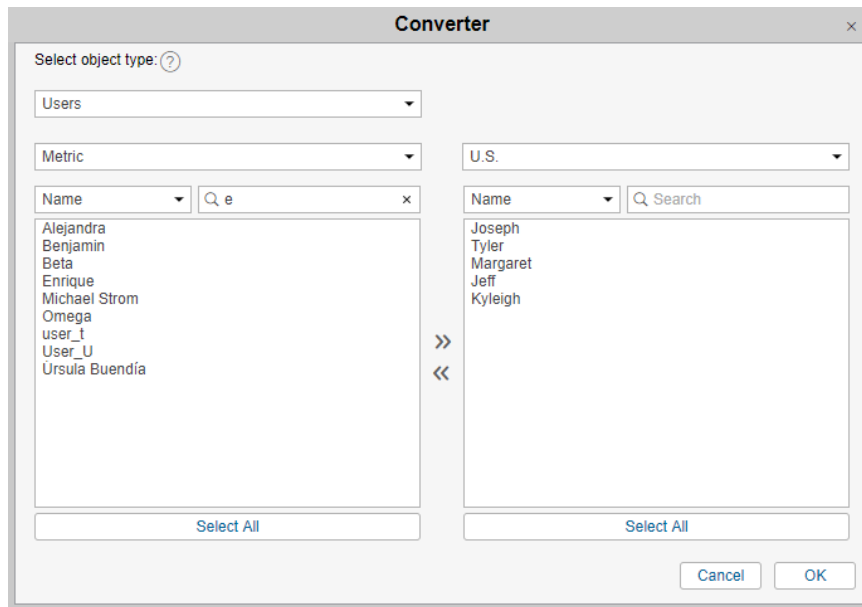 Converter
Select object type:
Users
Metric
U.S.
Name
e
Name
Search
Alejandra
Benjamin
Beta
Enrique
Michael Strom
Omega
user_t
User_U
Úrsula Buendía
Joseph
Tyler
Margaret
Jeff
Kyleigh
Select All
Select All
Cancel
OK